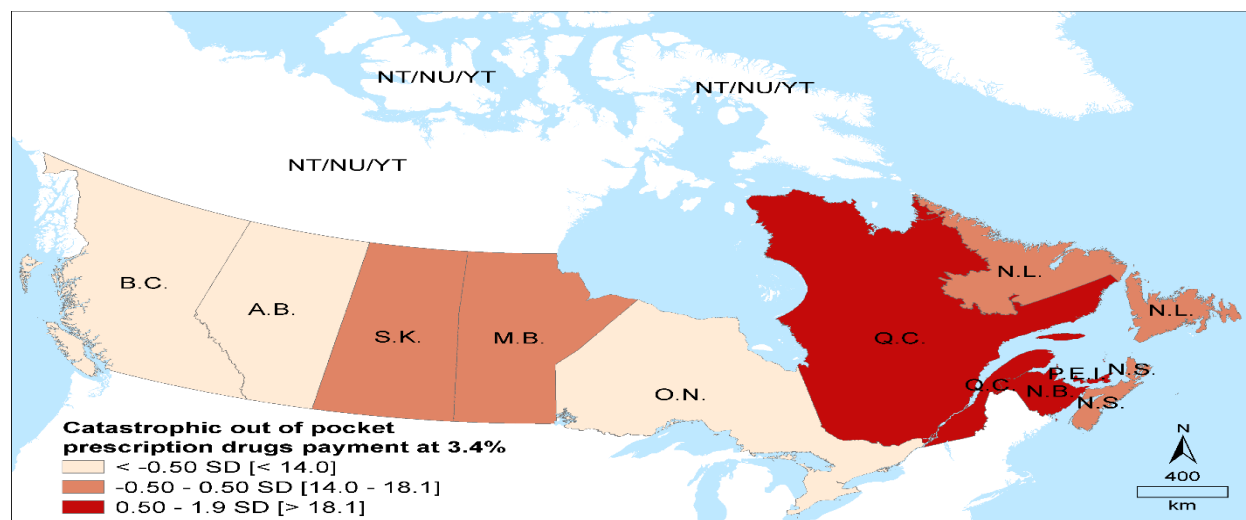 NT/NU/YT
NT/NU/YT
NT/NU/YT
B.C.
A.B.
S.K.
M.B.
O.N.
Q.C.
N.L.
N.L.
Q.C.
P.E.I.
N.S.
N.B.
N.S.
Catastrophic out of pocket
prescription drugs payment at 3.4%
< -0.50 SD [< 14.0]
-0.50 - 0.50 SD [14.0 - 18.1]
0.50 - 1.9 SD [> 18.1]
N
400
km